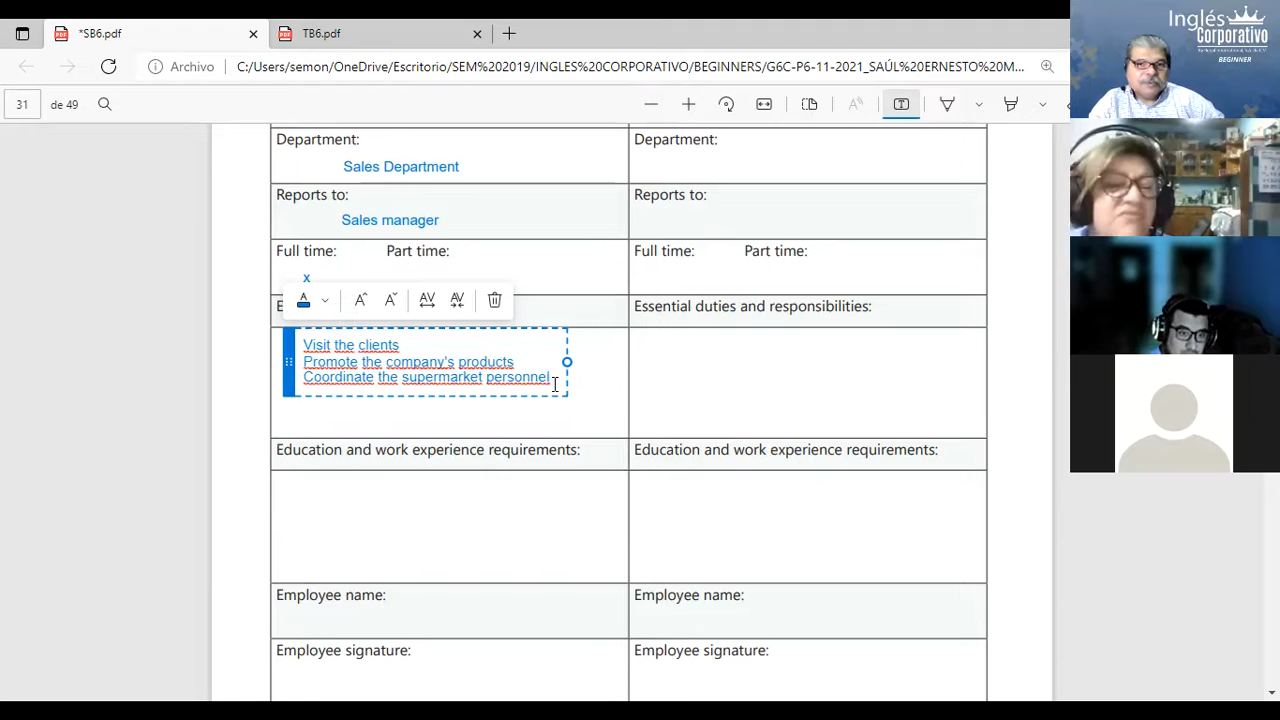 *SB6.pdf
TB6.pdf
Archivo
C:/Users/semon/OneDrive/Escritorio/SEM%202019/INGLES%20CORPORATIVO/BEGINNERS/G6C-P6-11-2021_SAÚL%20ERNESTO%20M...
31
de 49
Inglés
Corporativo
BEGINNER
Department:
Department:
Sales Department
Reports to:
Reports to:
Sales manager
Full time:
Part time:
Full time:
Part time:
x
E
Essential duties and responsibilities:
Visit the clients
Promote the company's products
Coordinate the supermarket personnel
Education and work experience requirements:
Education and work experience requirements:
Employee name:
Employee name:
Employee signature:
Employee signature: